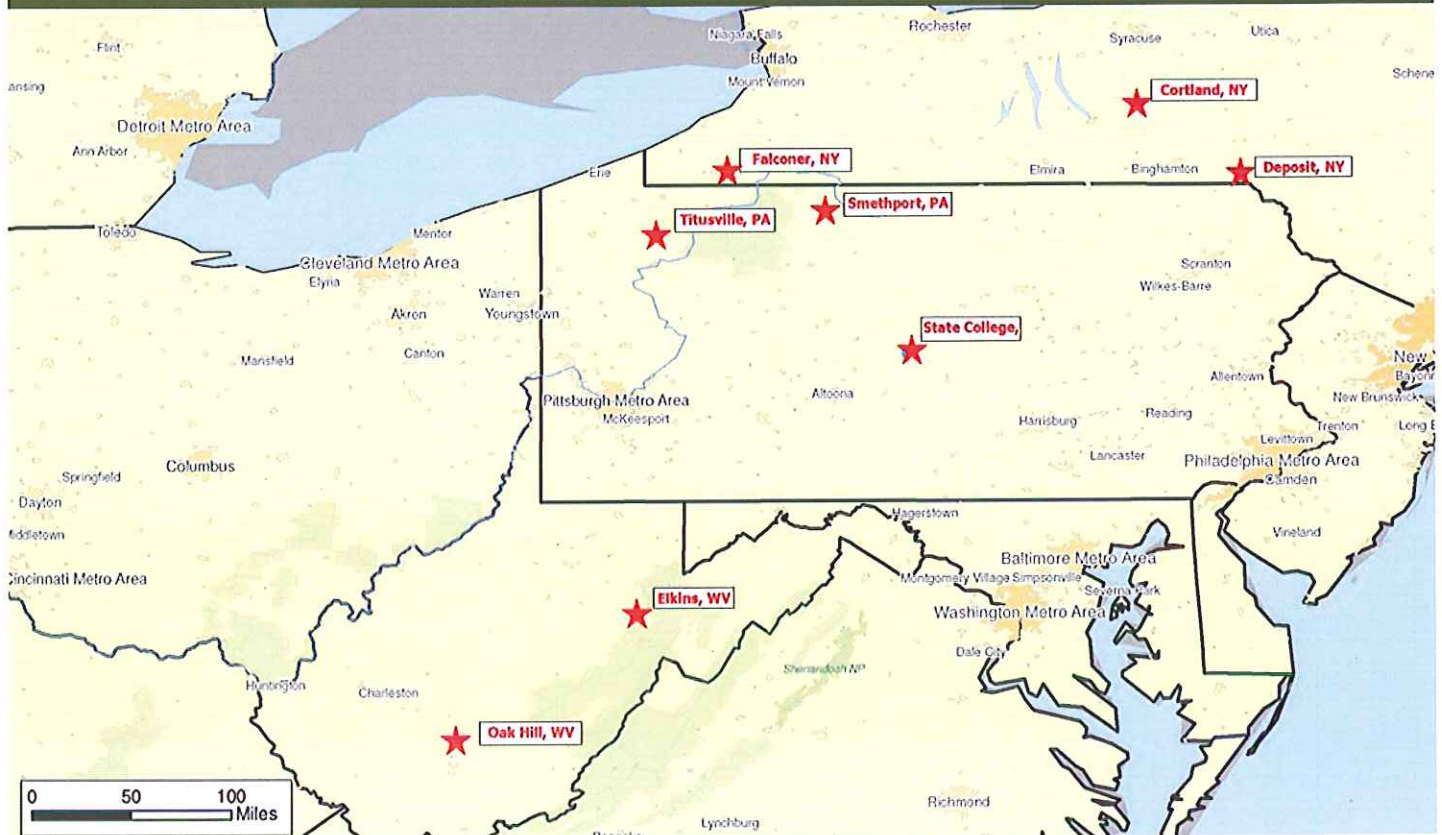 Niagara Falls
Rochester
Syracuse
Utica
Flint
Buffalo
ansing
Mount Vernon
Schene
Cortland, NY
Detroit Metro Area
Ann Arbor
Falconer, NY
Erie
Elmira
Binghamton
Deposit, NY
Smethport, PA
Titusville, PA
Toledo
Mentor
Cleveland Metro Area
Elyria
Scranton
Wilkes-Barre
Warren
Youngstown
Akron
State College,
Canton
Mansfield
New Y
Bayonn
Allentown
Altoona
Pittsburgh Metro Area
New Brunswick
McKeesport
Harrisburg
Reading
Trenton
Long B
Levittown
Lancaster
Philadelphia Metro Area
Columbus
Springfield
Camden
Dayton
Hagerstown
Vineland
Middletown
Baltimore Metro Area
Cincinnati Metro Area
Montgomery Village
Simpsonville
Severna Park
Elkins, WV
Washington Metro Area
Dale City
Shenandoah NP
Huntington
Charleston
Oak Hill, WV
0 50 100
Miles
Richmond
Lynchburg